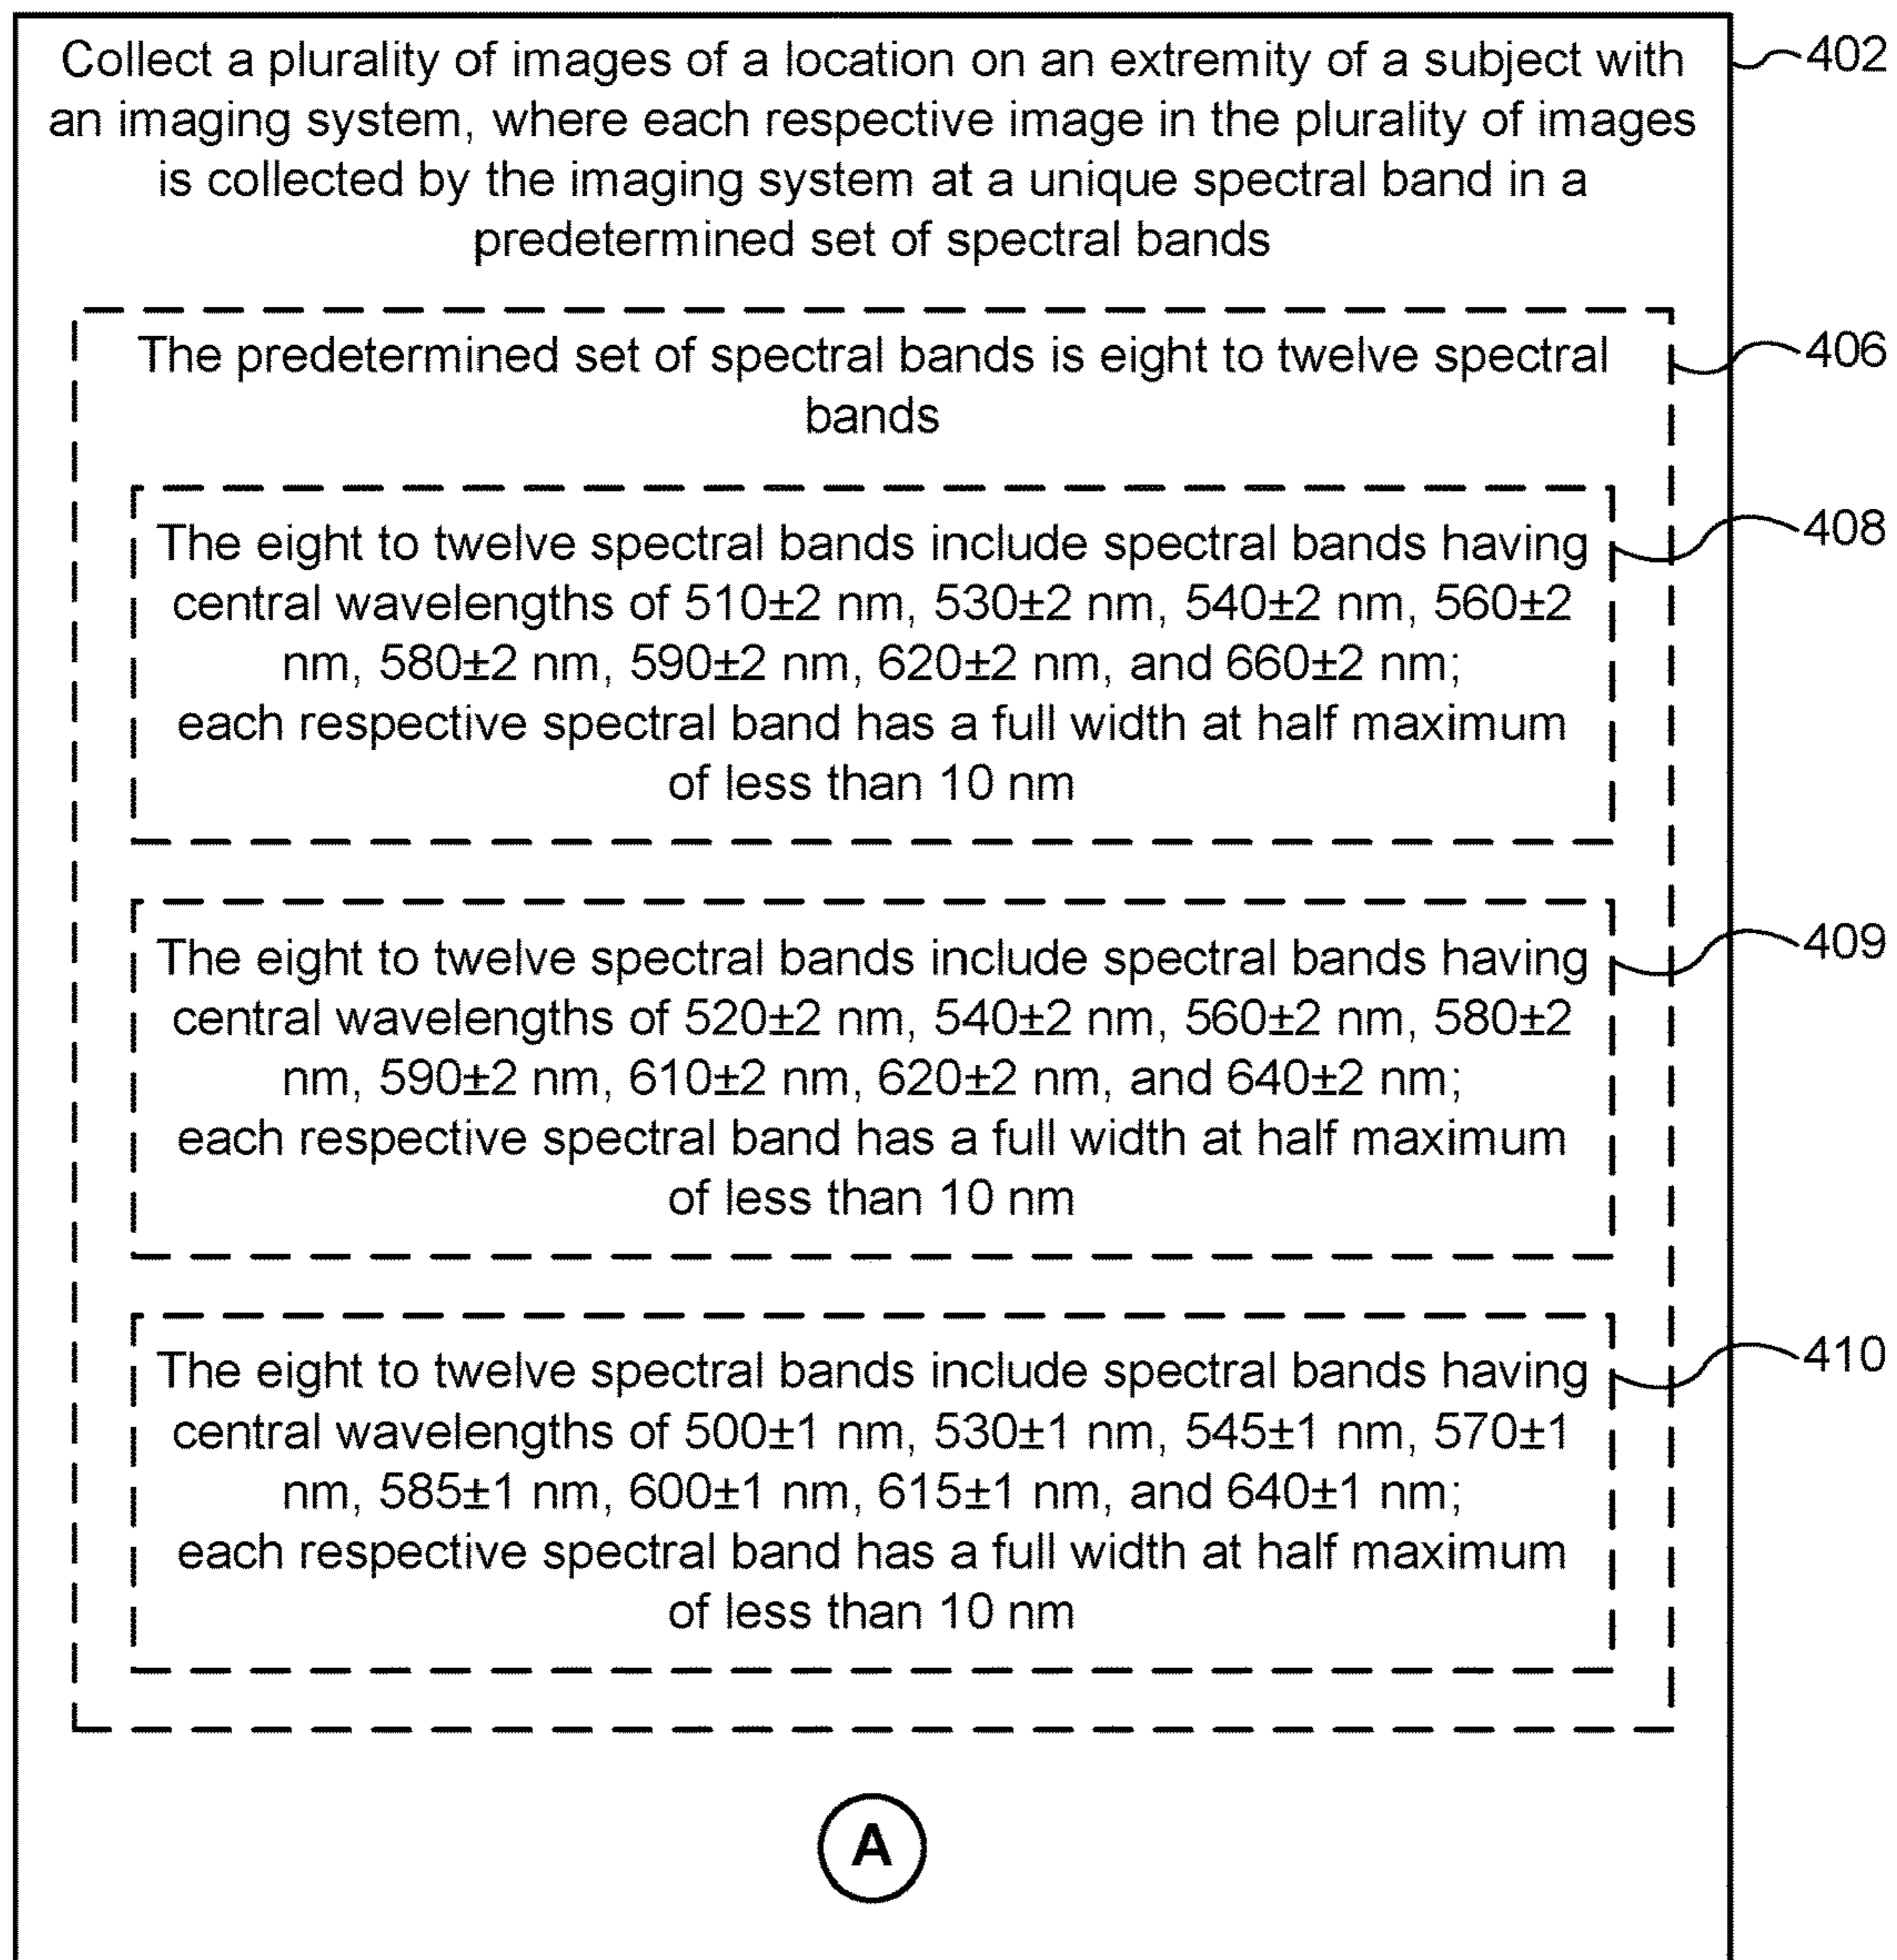 Collect a plurality of images of a location on an extremity of a subject with
an imaging system, where each respective image in the plurality of images
is collected by the imaging system at a unique spectral band in a
predetermined set of spectral bands
402
The predetermined set of spectral bands is eight to twelve spectral
bands
406
The eight to twelve spectral bands include spectral bands having
central wavelengths of 510±2 nm, 530±2 nm, 540±2 nm, 560±2
nm, 580±2 nm, 590±2 nm, 620±2 nm, and 660±2 nm;
each respective spectral band has a full width at half maximum
of less than 10 nm
408
The eight to twelve spectral bands include spectral bands having
central wavelengths of 520±2 nm, 540±2 nm, 560±2 nm, 580±2
nm, 590±2 nm, 610±2 nm, 620±2 nm, and 640±2 nm;
each respective spectral band has a full width at half maximum
of less than 10 nm
409
The eight to twelve spectral bands include spectral bands having
central wavelengths of 500±1 nm, 530±1 nm, 545±1 nm, 570±1
nm, 585±1 nm, 600±1 nm, 615±1 nm, and 640±1 nm;
each respective spectral band has a full width at half maximum
of less than 10 nm
410
A